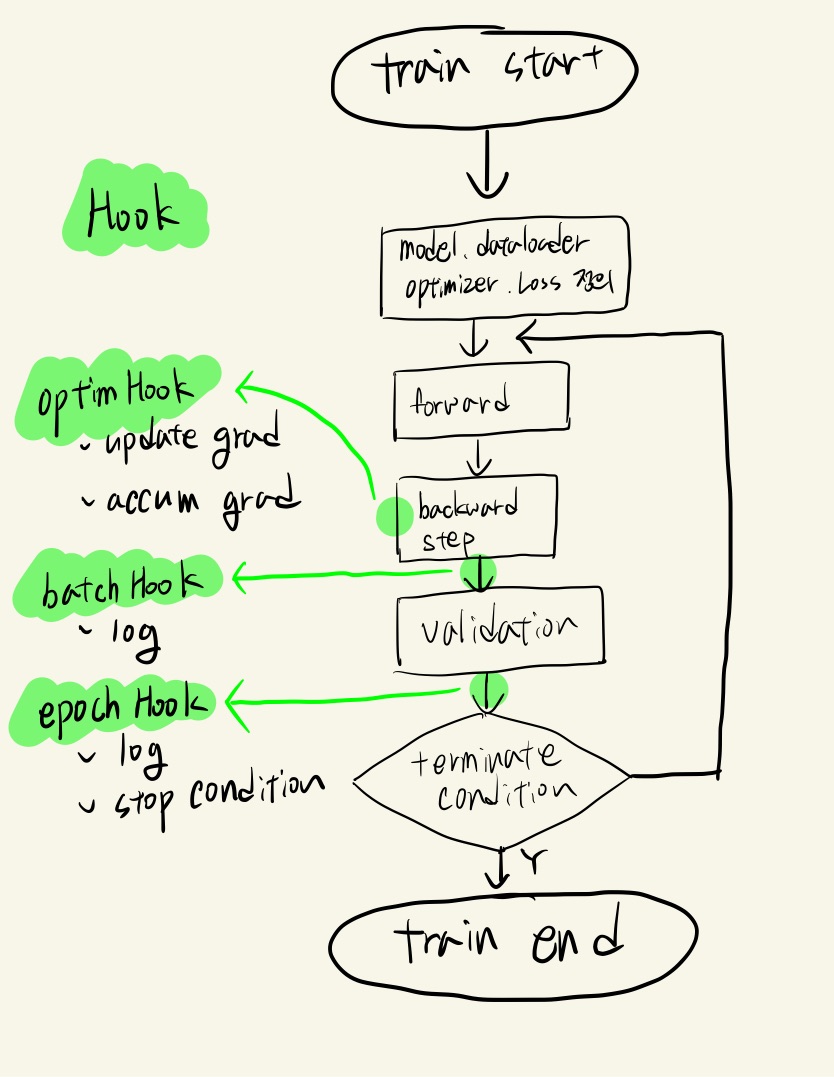 train start
Hook
model. dataloader
optimizer. Loss 정의
forward
optim Hook
update grad
accum grad
backward
step
batch Hook
log
validation
epoch Hook
log
stop condition
terminate
condition
Y
train end